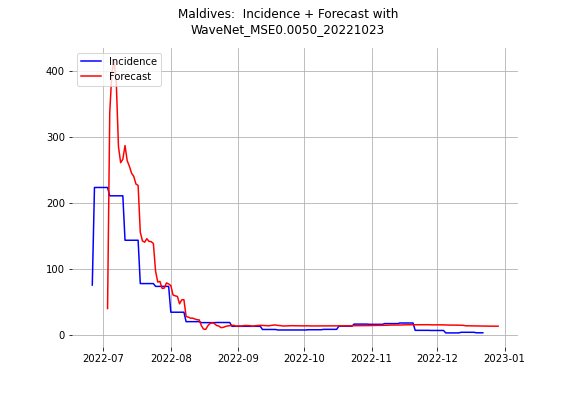 Maldives:  Incidence + Forecast with
WaveNet_MSE0.0050_20221023
Incidence
Forecast
400
300
200
100
0
2022-07 2022-08 2022-09 2022-10 2022-11 2022-12 2023-01